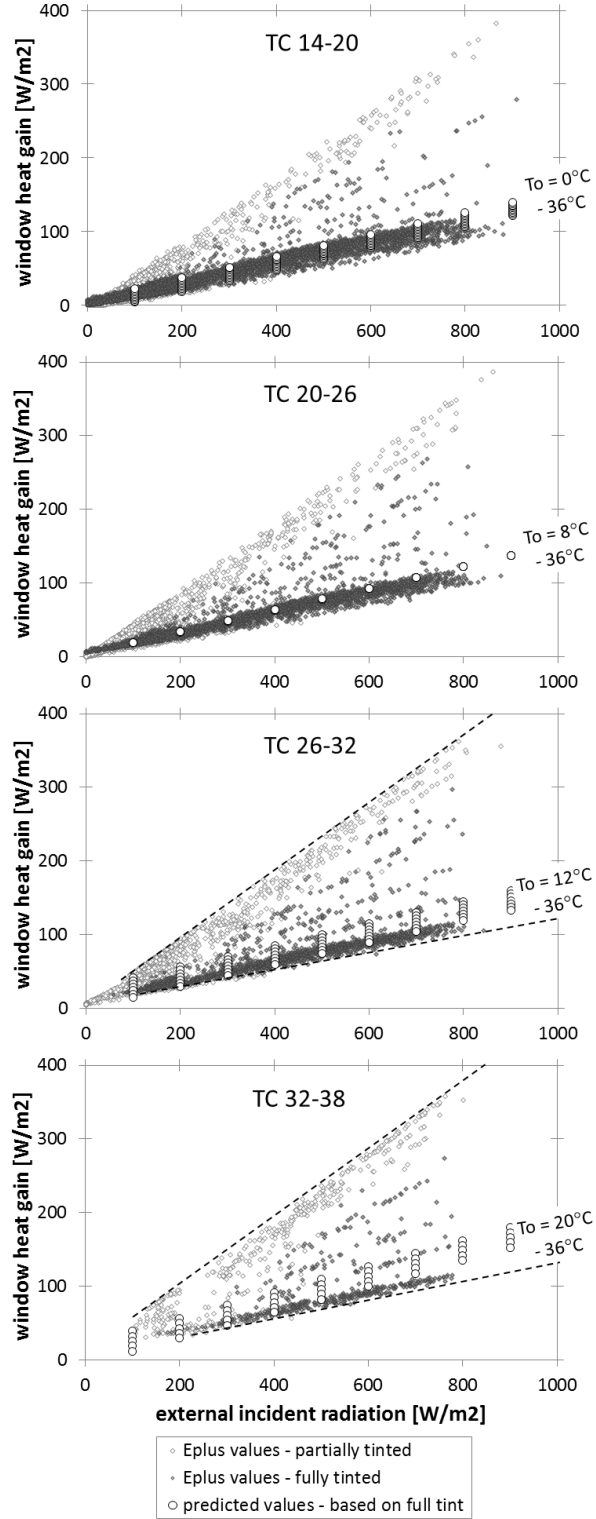 400
TC 14-20
300
To = 0°C
- 36°C
200
100
0
window heat gain [W/m2]
0 200 400 600 800 1000
400
TC 20-26
300
To = 8°C
- 36°C
200
100
0
window heat gain [W/m2]
0 200 400 600 800 1000
400
TC 26-32
300
To = 12°C
- 36°C
200
100
0
window heat gain [W/m2]
0 200 400 600 800 1000
400
TC 32-38
300
To = 20°C
- 36°C
200
100
0
window heat gain [W/m2]
0 200 400 600 800 1000
external incident radiation [W/m2]
Eplus values - partially tinted
Eplus values - fully tinted
predicted values - based on full tint